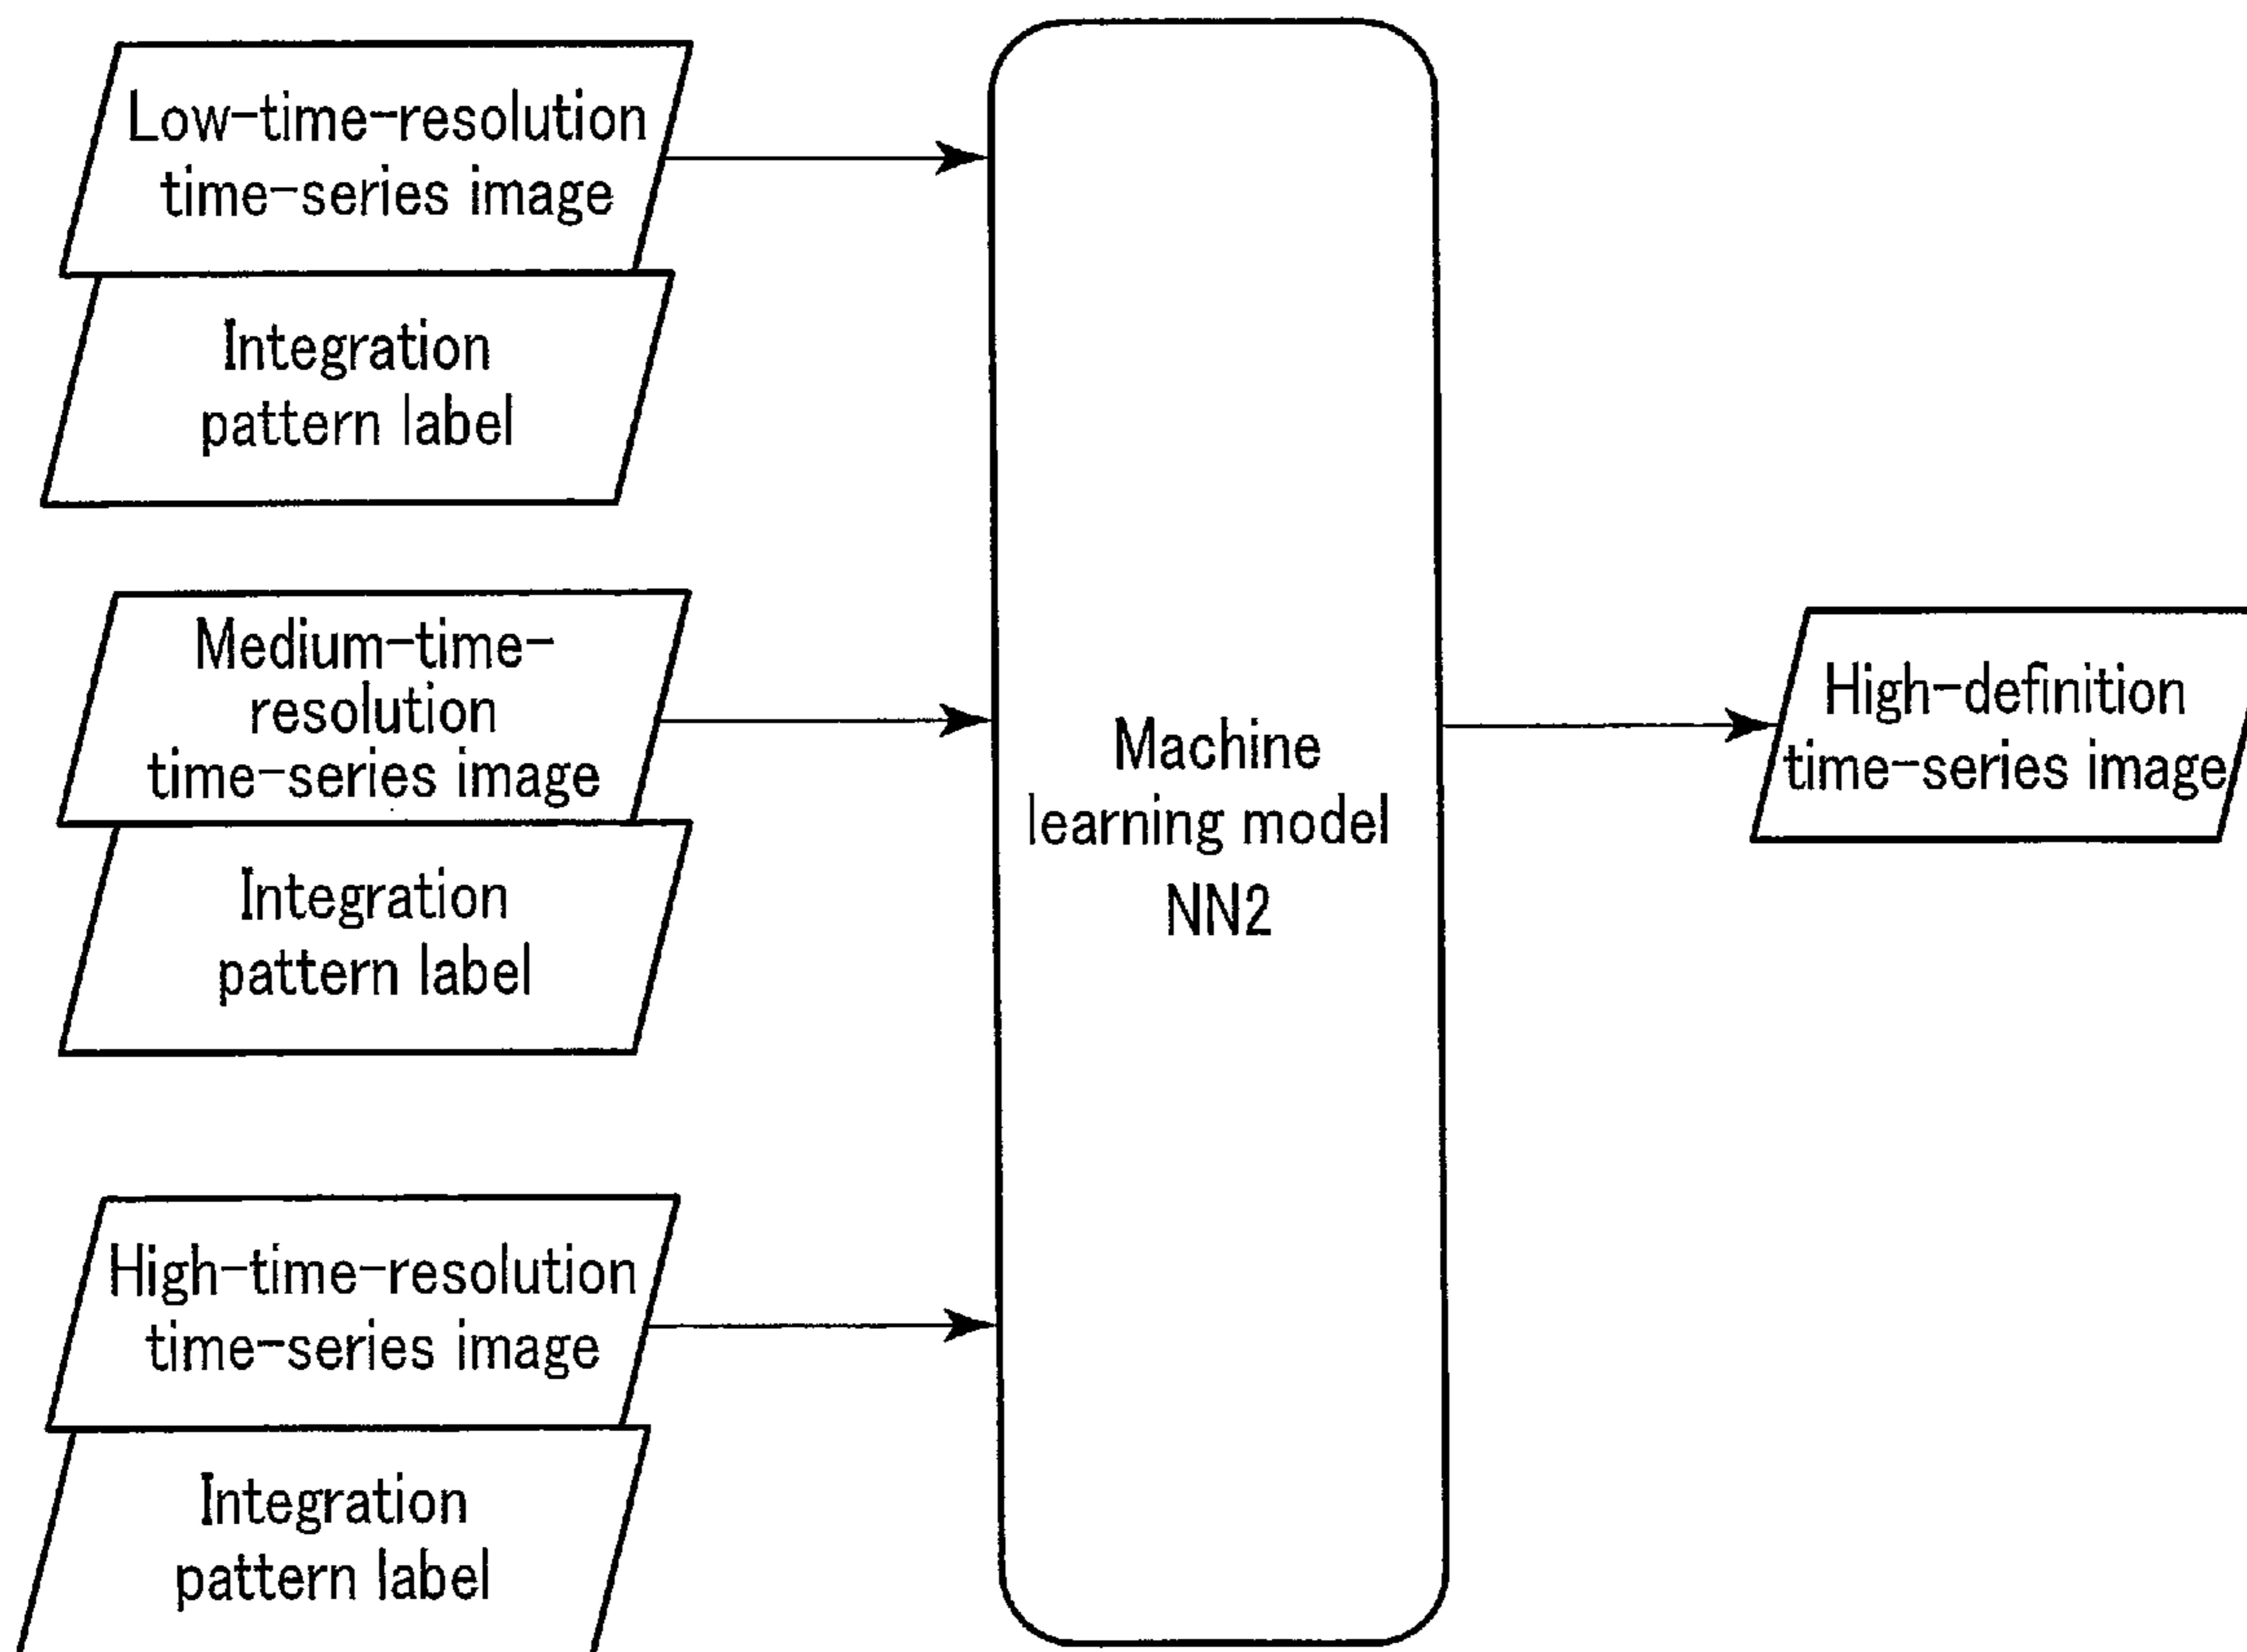 Low-time-resolution
time-series image
Integration
pattern label
Medium-time-
resolution
time-series image
Integration
pattern label
High-time-resolution
time-series image
Integration
pattern label
Machine
learning model
NN2
High-definition
time-series image